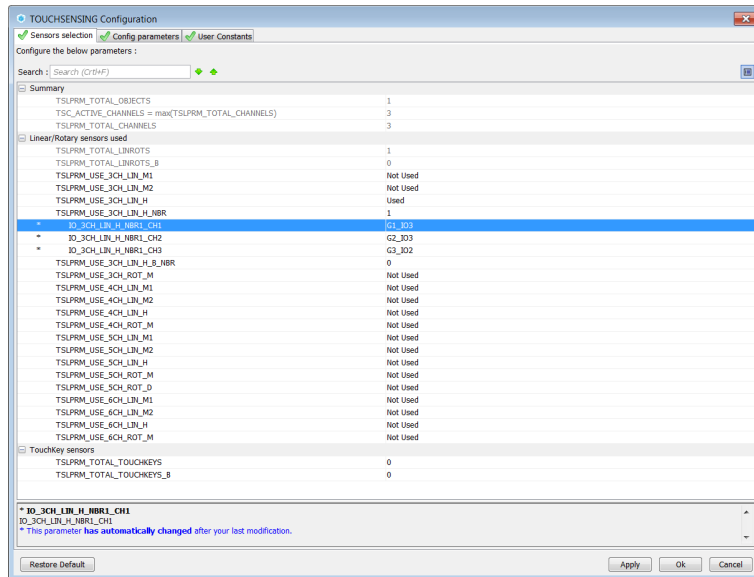 TOUCHSENSING Configuration
Sensors selection Config parameters User Constants
Configure the below parameters :
Search : Search (Crtl+F)
Summary
TSLPRM_TOTAL_OBJECTS 1
TSC_ACTIVE_CHANNELS = max(TSLPRM_TOTAL_CHANNELS) 3
TSLPRM_TOTAL_CHANNELS 3
Linear/Rotary sensors used
TSLPRM_TOTAL_LINROTS 1
TSLPRM_TOTAL_LINROTS_B 0
TSLPRM_USE_3CH_LIN_M1 Not Used
TSLPRM_USE_3CH_LIN_M2 Not Used
TSLPRM_USE_3CH_LIN_H Used
TSLPRM_USE_3CH_LIN_H_NBR 1
* IO_3CH_LIN_H_NBR1_CH1 G1_IO3
* IO_3CH_LIN_H_NBR1_CH2 G2_IO3
* IO_3CH_LIN_H_NBR1_CH3 G3_IO2
TSLPRM_USE_3CH_LIN_H_B_NBR 0
TSLPRM_USE_3CH_ROT_M Not Used
TSLPRM_USE_4CH_LIN_M1 Not Used
TSLPRM_USE_4CH_LIN_M2 Not Used
TSLPRM_USE_4CH_LIN_H Not Used
TSLPRM_USE_4CH_ROT_M Not Used
TSLPRM_USE_5CH_LIN_M1 Not Used
TSLPRM_USE_5CH_LIN_M2 Not Used
TSLPRM_USE_5CH_LIN_H Not Used
TSLPRM_USE_5CH_ROT_M Not Used
TSLPRM_USE_5CH_ROT_D Not Used
TSLPRM_USE_6CH_LIN_M1 Not Used
TSLPRM_USE_6CH_LIN_M2 Not Used
TSLPRM_USE_6CH_LIN_H Not Used
TSLPRM_USE_6CH_ROT_M Not Used
TouchKey sensors
TSLPRM_TOTAL_TOUCHKEYS 0
TSLPRM_TOTAL_TOUCHKEYS_B 0
* IO_3CH_LIN_H_NBR1_CH1
IO_3CH_LIN_H_NBR1_CH1
* This parameter has automatically changed after your last modification.
Restore Default Apply Ok Cancel